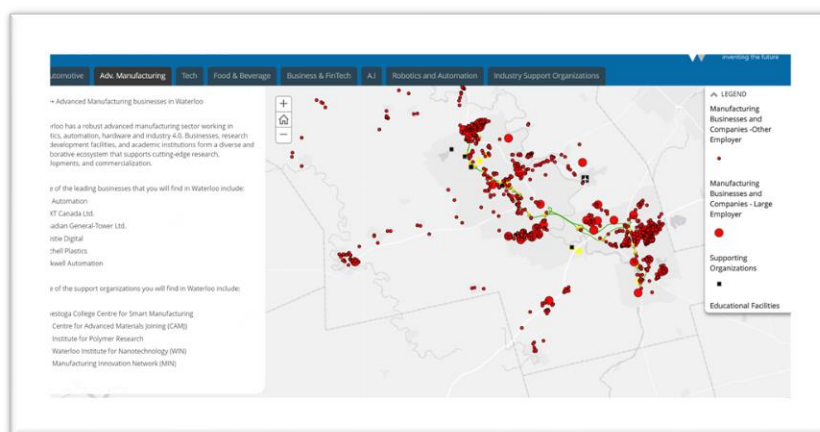 inventing the future
utomotive
Adv. Manufacturing
Tech
Food & Beverage
Business & FinTech
A.I
Robotics and Automation
Industry Support Organizations
+ Advanced Manufacturing businesses in Waterloo
erloo has a robust advanced manufacturing sector working in
tics, automation, hardware and industry 4.0. Businesses, research
development facilities, and academic institutions form a diverse and
aborative ecosystem that supports cutting-edge research,
lopments, and commercialization.
e of the leading businesses that you will find in Waterloo include:
Automation
KT Canada Ltd.
adian General-Tower Ltd.
istie Digital
chell Plastics
kwell Automation
e of the support organizations you will find in Waterloo include:
estoga College Centre for Smart Manufacturing
Centre for Advanced Materials Joining (CAMJ)
Institute for Polymer Research
Waterloo Institute for Nanotechnology (WIN)
Manufacturing Innovation Network (MIN)
LEGEND
Manufacturing
Businesses and
Companies -Other
Employer
Manufacturing
Businesses and
Companies - Large
Employer
Supporting
Organizations
Educational Facilities